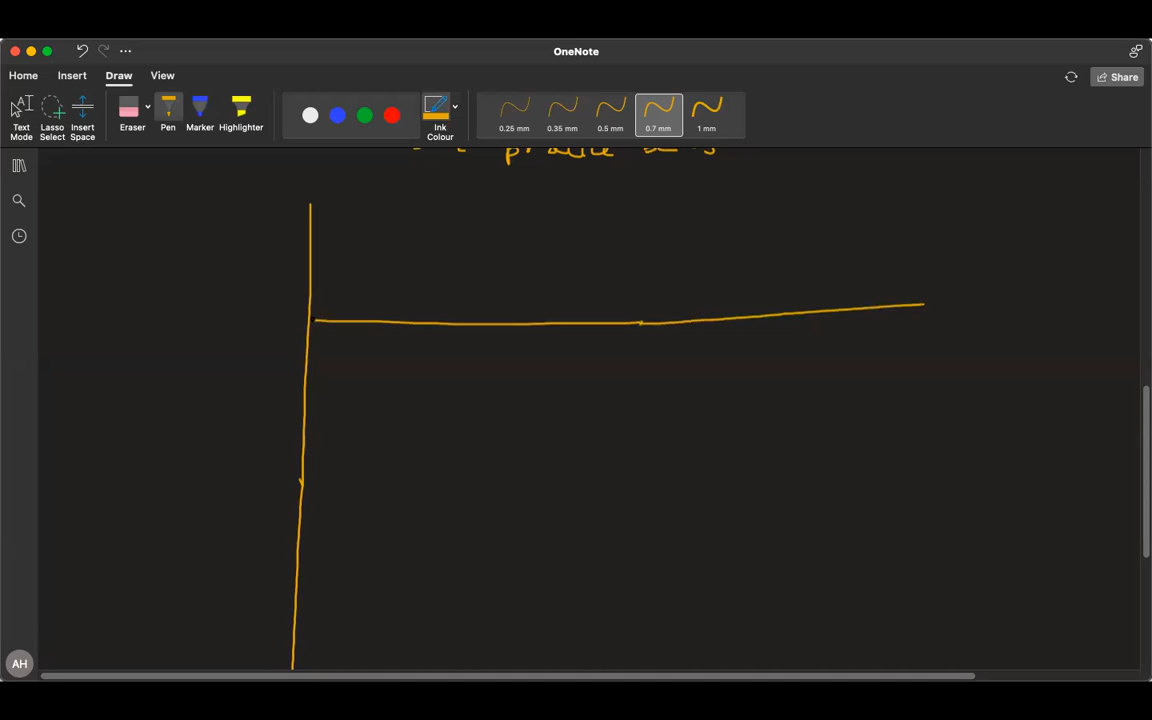 OneNote
Home Insert Draw View
Share
Text Mode
Lasso Select
Insert Space
Eraser
Pen
Marker
Highlighter
Ink Colour
0.25 mm
0.35 mm
0.5 mm
0.7 mm
1 mm
AH